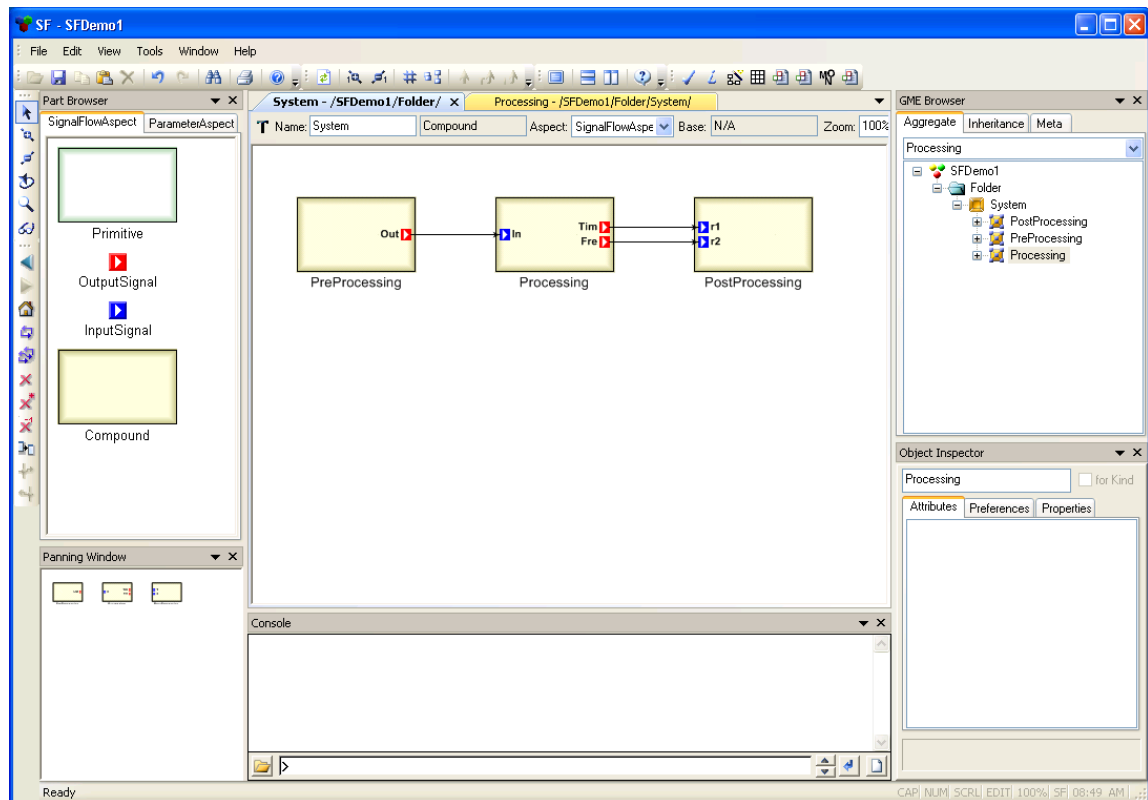 SF - SFDemo1
File Edit View Tools Window Help
Part Browser
SignalFlowAspect ParameterAspect
Primitive
OutputSignal
InputSignal
Compound
Panning Window
System - /SFDemo1/Folder/ Processing - /SFDemo1/Folder/System/
Name: System Compound Aspect: SignalFlowAspe Base: N/A Zoom: 100%
Out
PreProcessing
In
Tim
Fre
Processing
r1
r2
PostProcessing
Console
>
GME Browser
Aggregate Inheritance Meta
Processing
SFDemo1
Folder
System
PostProcessing
PreProcessing
Processing
Object Inspector
Processing for Kind
Attributes Preferences Properties
Ready CAP NUM SCRL EDIT 100% SF 08:49 AM